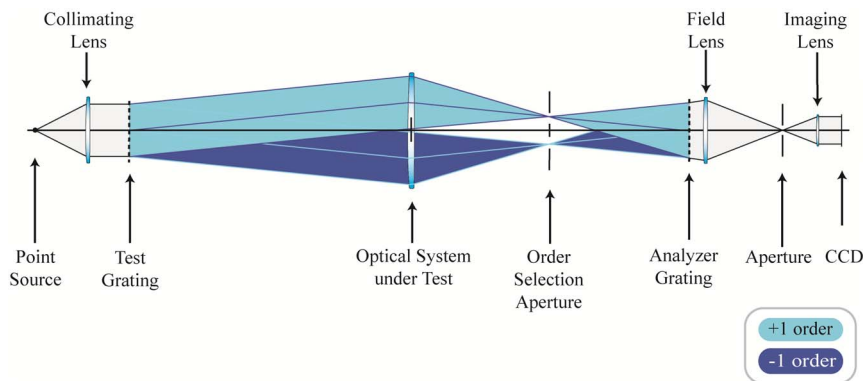 Collimating
Lens
Field
Lens
Imaging
Lens
Point
Source
Test
Grating
Optical System
under Test
Order
Selection
Aperture
Analyzer
Grating
Aperture
CCD
+1 order
-1 order